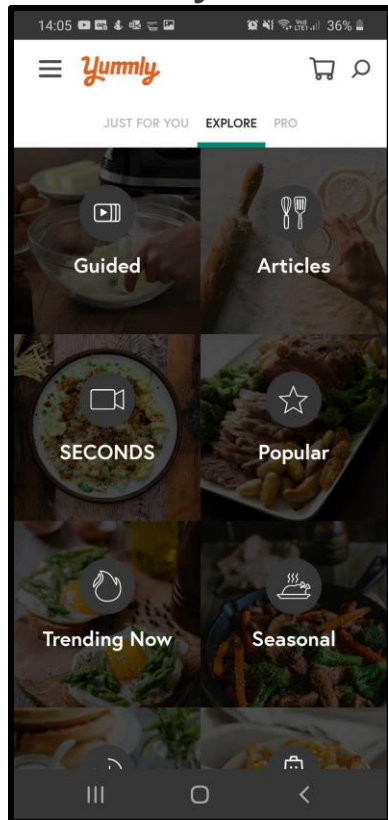 14:05 36%
Yummly
JUST FOR YOU EXPLORE PRO
Guided Articles
SECONDS Popular
Trending Now Seasonal